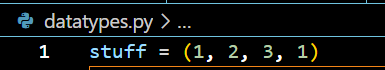 datatypes.py > ...
1 stuff = (1, 2, 3, 1)